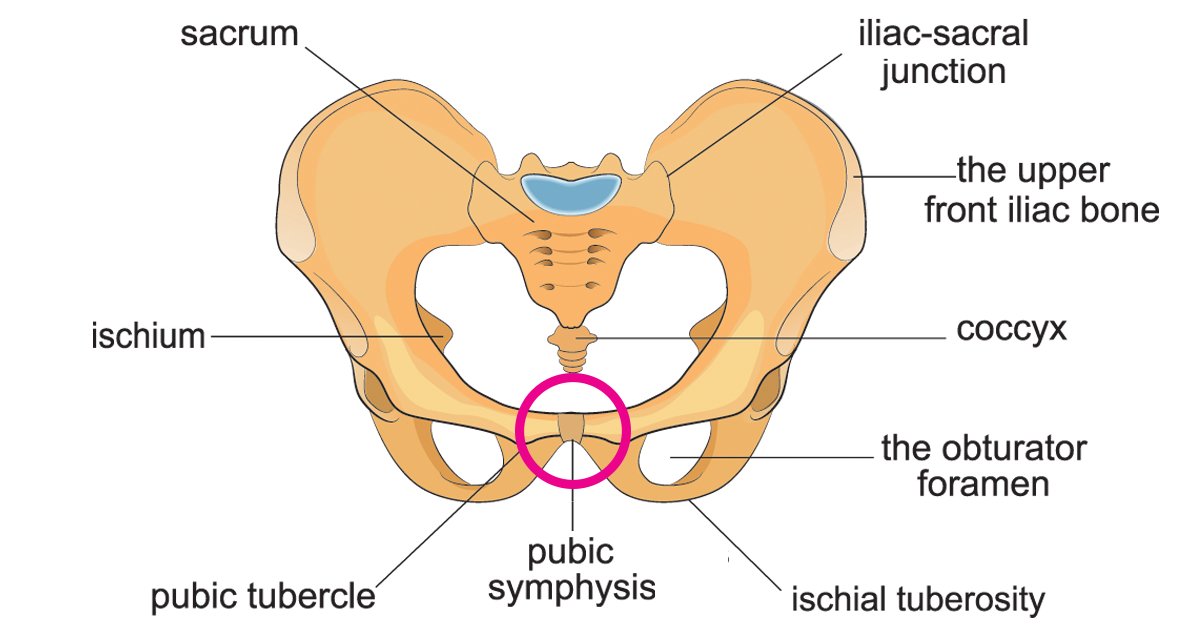 sacrum
iliac-sacral
junction
the upper
front iliac bone
ischium
coccyx
the obturator
foramen
pubic
symphysis
pubic tubercle
ischial tuberosity